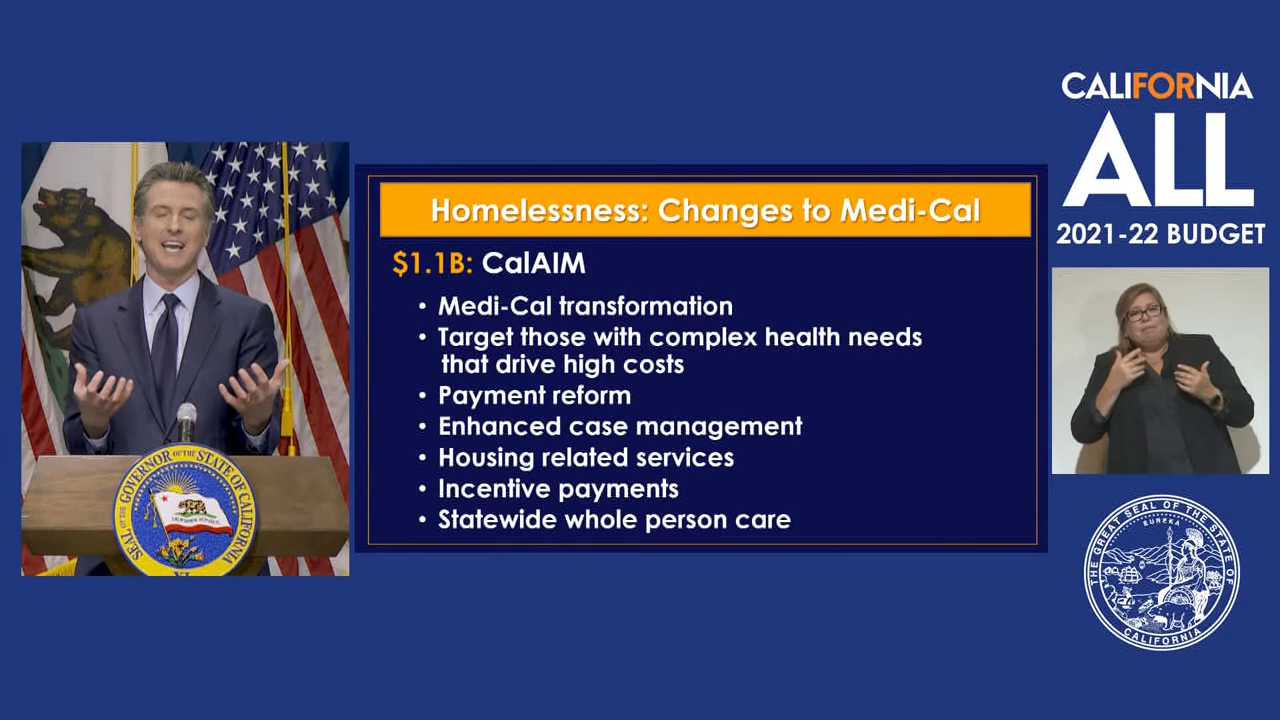 CALIFORNIA
ALL
2021-22 BUDGET
Homelessness: Changes to Medi-Cal
$1.1B: CalAIM
• Medi-Cal transformation
• Target those with complex health needs
that drive high costs
• Payment reform
• Enhanced case management
• Housing related services
• Incentive payments
• Statewide whole person care
SEAL OF THE GOVERNOR OF THE STATE OF CALIFORNIA
CALIFORNIA REPUBLIC
THE GREAT SEAL OF THE STATE OF
EUREKA
CALIFORNIA